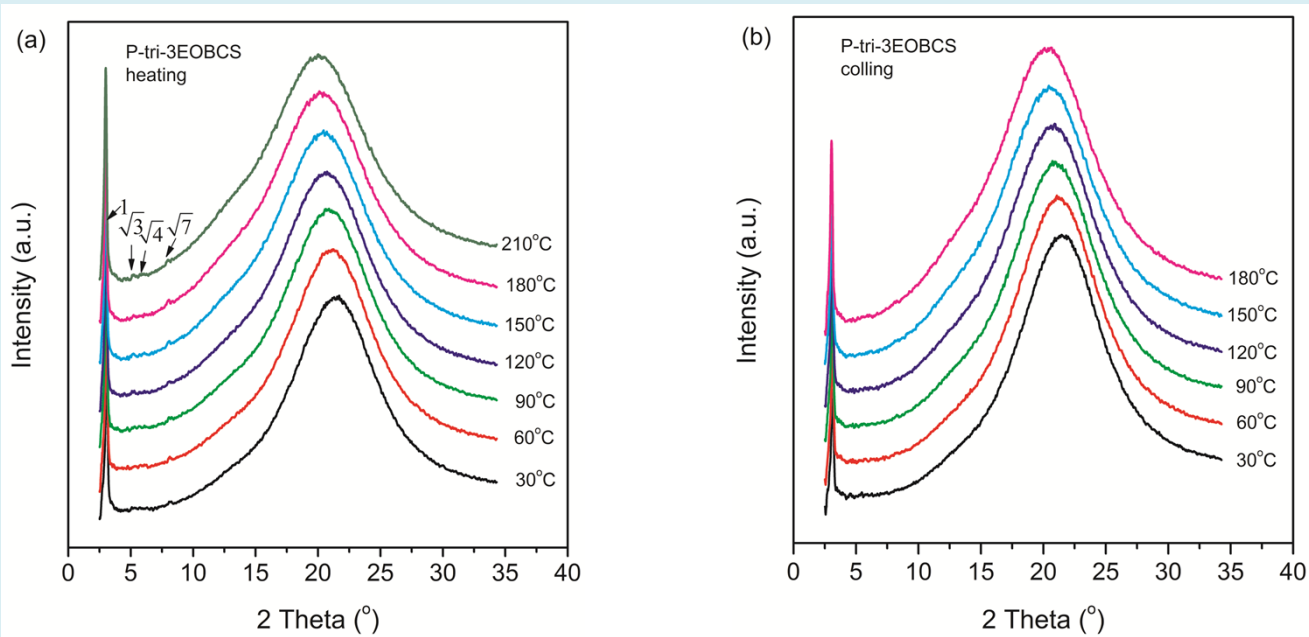 (a)
P-tri-3EOBCS
heating
1
√3
√4
√7
210°C
180°C
150°C
120°C
90°C
60°C
30°C
Intensity (a.u.)
0 5 10 15 20 25 30 35 40
2 Theta (°)
(b)
P-tri-3EOBCS
colling
180°C
150°C
120°C
90°C
60°C
30°C
Intensity (a.u.)
0 5 10 15 20 25 30 35 40
2 Theta (°)